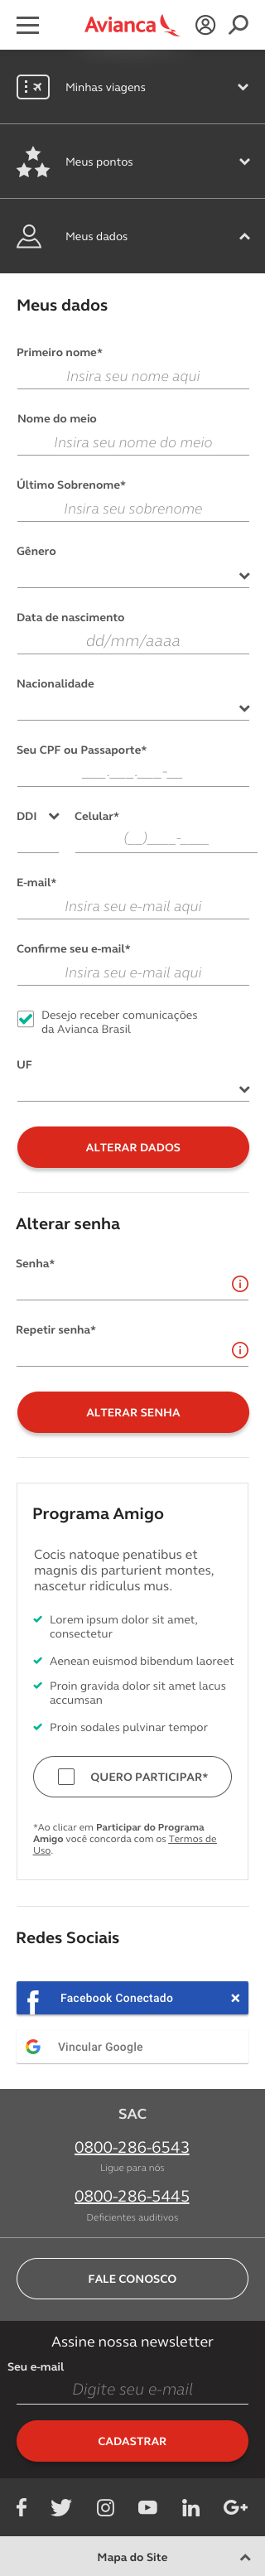 Avianca
Minhas viagens
Meus pontos
Meus dados
Meus dados
Primeiro nome*
Insira seu nome aqui
Nome do meio
Insira seu nome do meio
Último Sobrenome*
Insira seu sobrenome
Gênero
Data de nascimento
dd/mm/aaaa
Nacionalidade
Seu CPF ou Passaporte*
___.___.___-__
DDI Celular*
(__)____-____
E-mail*
Insira seu e-mail aqui
Confirme seu e-mail*
Insira seu e-mail aqui
Desejo receber comunicações
da Avianca Brasil
UF
ALTERAR DADOS
Alterar senha
Senha*
Repetir senha*
ALTERAR SENHA
Programa Amigo
Cocis natoque penatibus et
magnis dis parturient montes,
nascetur ridiculus mus.
Lorem ipsum dolor sit amet,
consectetur
Aenean euismod bibendum laoreet
Proin gravida dolor sit amet lacus
accumsan
Proin sodales pulvinar tempor
QUERO PARTICIPAR*
*Ao clicar em Participar do Programa
Amigo você concorda com os Termos de
Uso.
Redes Sociais
Facebook Conectado
Vincular Google
SAC
0800-286-6543
Ligue para nós
0800-286-5445
Deficientes auditivos
FALE CONOSCO
Assine nossa newsletter
Seu e-mail
Digite seu e-mail
CADASTRAR
Mapa do Site